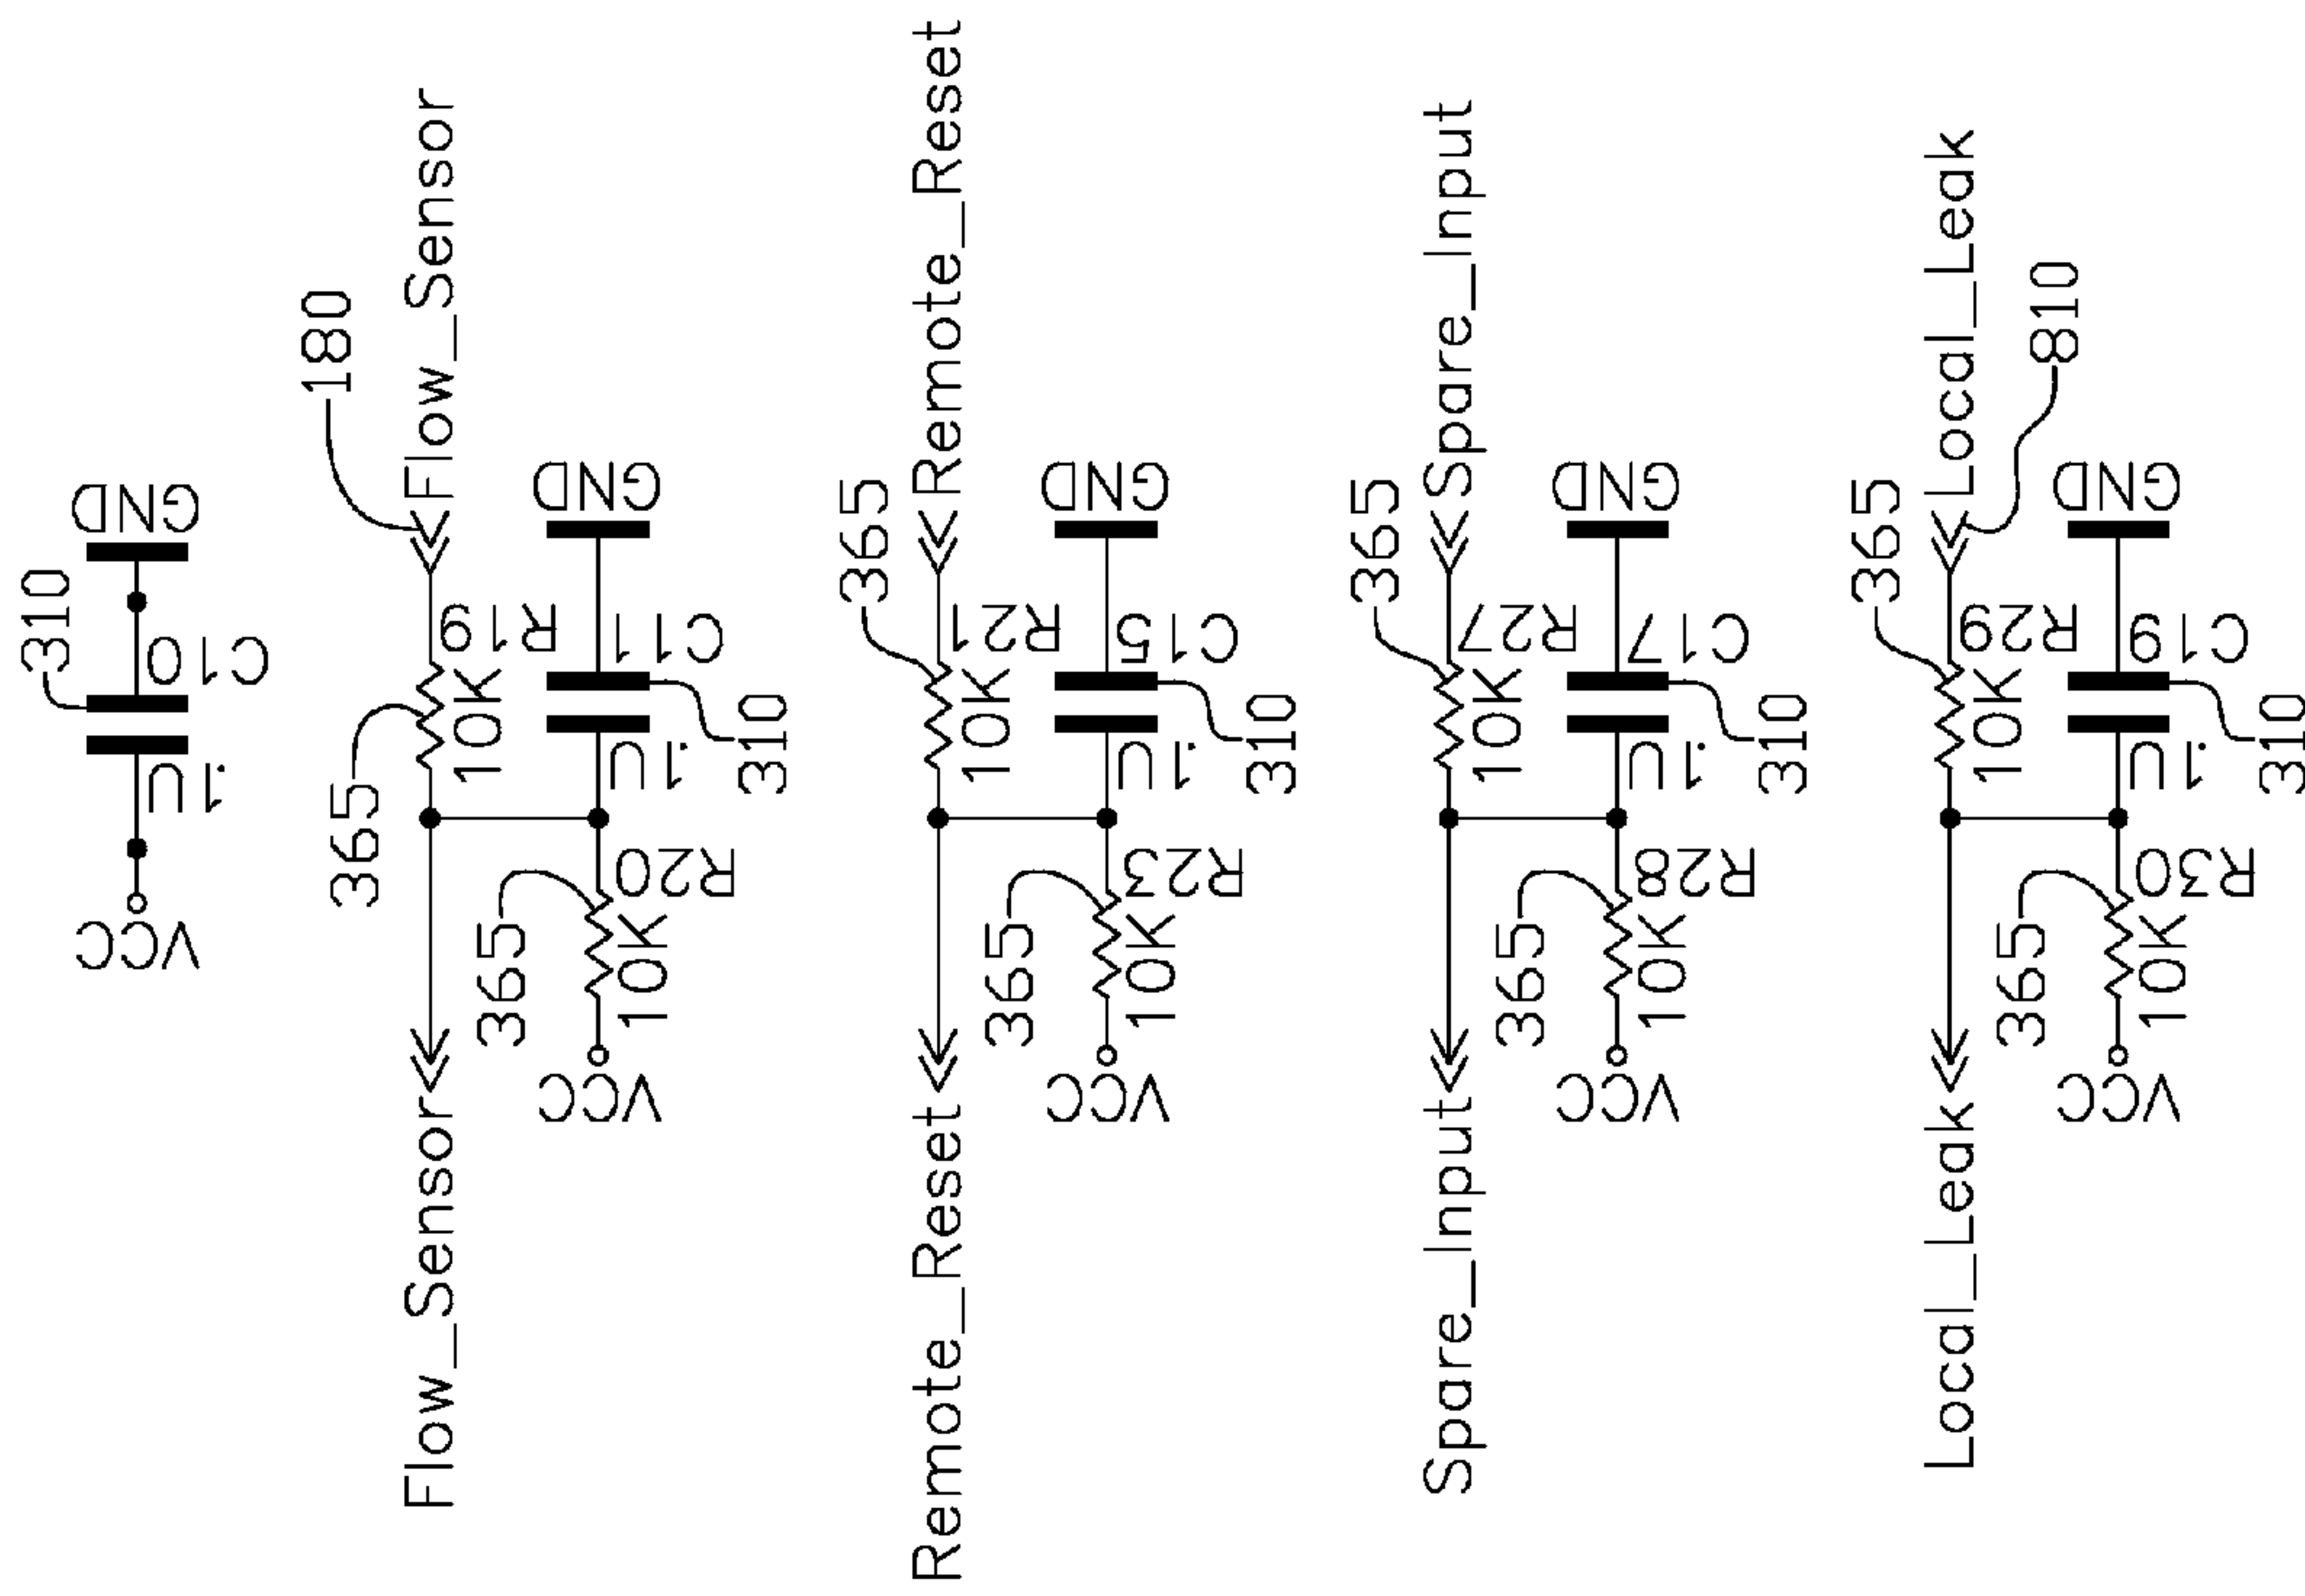 310
GND
C10
.1U
VCC
180
Flow_Sensor
R19
10K
365
GND
C11
.1U
310
R20
365
10K
VCC
Flow_Sensor
Remote_Reset
365
R21
10K
GND
C15
.1U
310
R23
365
10K
VCC
Remote_Reset
Spare_Input
365
R27
10K
GND
C17
.1U
310
R28
365
10K
VCC
Spare_Input
Local_Leak
810
365
R29
10K
GND
C19
.1U
310
R30
365
10K
VCC
Local_Leak